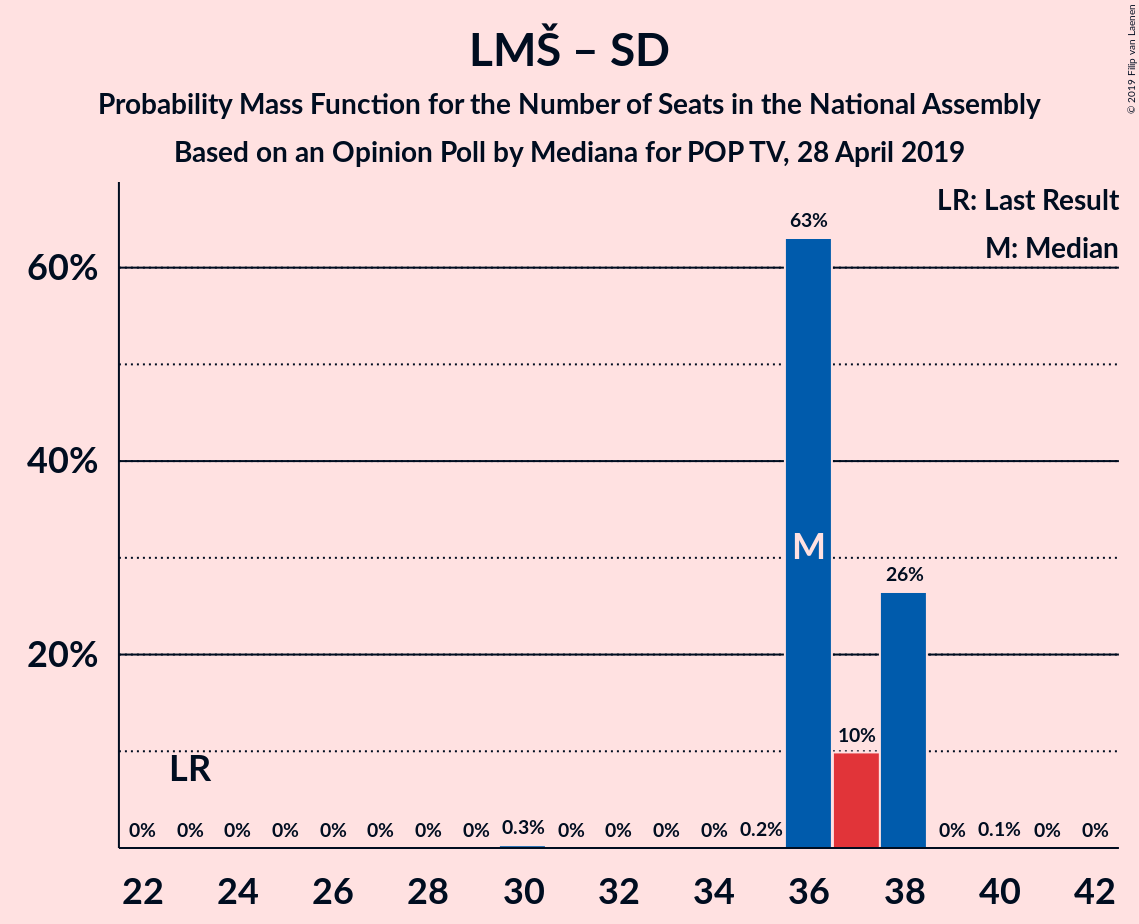 LMŠ – SD
Probability Mass Function for the Number of Seats in the National Assembly
Based on an Opinion Poll by Mediana for POP TV, 28 April 2019
© 2019 Filip van Laenen
LR: Last Result
M: Median
60%
40%
20%
63%
M
26%
10%
LR
0% 0% 0% 0% 0% 0% 0% 0% 0.3% 0% 0% 0% 0% 0.2% 0% 0.1% 0% 0%
22 24 26 28 30 32 34 36 38 40 42